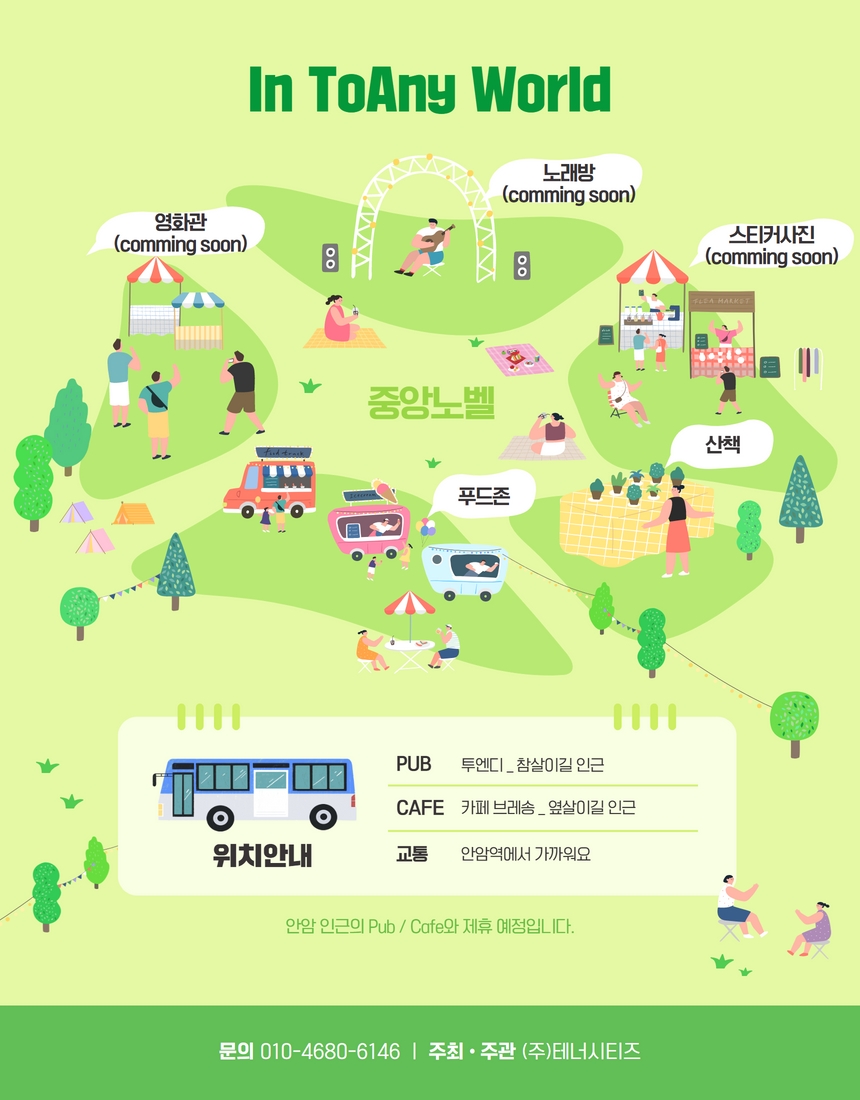 In ToAny World
노래방
(comming soon)
영화관
(comming soon)
스티커사진
(comming soon)
FLEA MARKET
중앙노벨
산책
food truck
푸드존
위치안내
PUB 투엔디 _ 참살이길 인근
CAFE 카페 브레송 _ 옆살이길 인근
교통 안암역에서 가까워요
안암 인근의 Pub / Cafe와 제휴 예정입니다.
문의 010-4680-6146 | 주최 • 주관 (주)테너시티즈